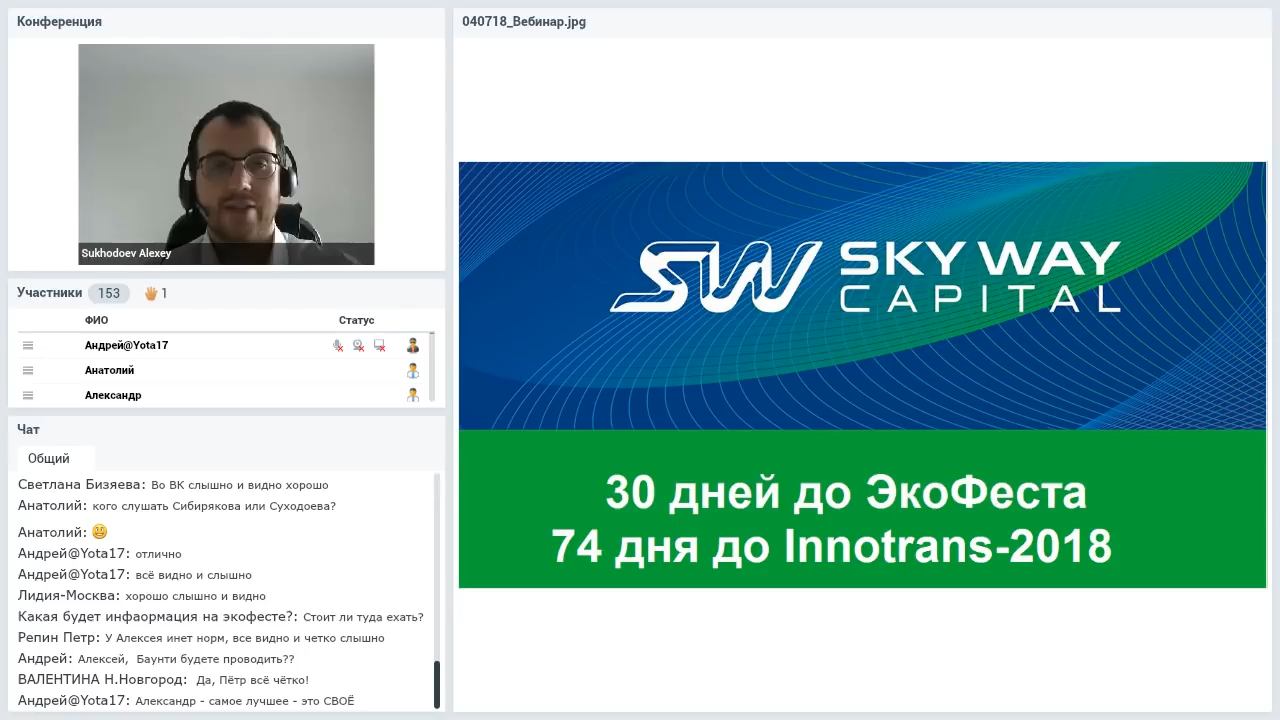 Конференция
Sukhodoev Alexey
Участники 153 1
ФИО Статус
Андрей@Yota17
Анатолий
Александр
Чат
Общий
Светлана Бизяева: Во ВК слышно и видно хорошо
Анатолий: кого слушать Сибирякова или Суходоева?
Анатолий:
Андрей@Yota17: отлично
Андрей@Yota17: всё видно и слышно
Лидия-Москва: хорошо слышно и видно
Какая будет инфаормация на экофесте?: Стоит ли туда ехать?
Репин Петр: У Алексея инет норм, все видно и четко слышно
Андрей: Алексей, Баунти будете проводить??
ВАЛЕНТИНА Н.Новгород: Да, Пётр всё чётко!
Андрей@Yota17: Александр - самое лучшее - это СВОЁ
040718_Вебинар.jpg
SW SKY WAY
CAPITAL
30 дней до ЭкоФеста
74 дня до Innotrans-2018